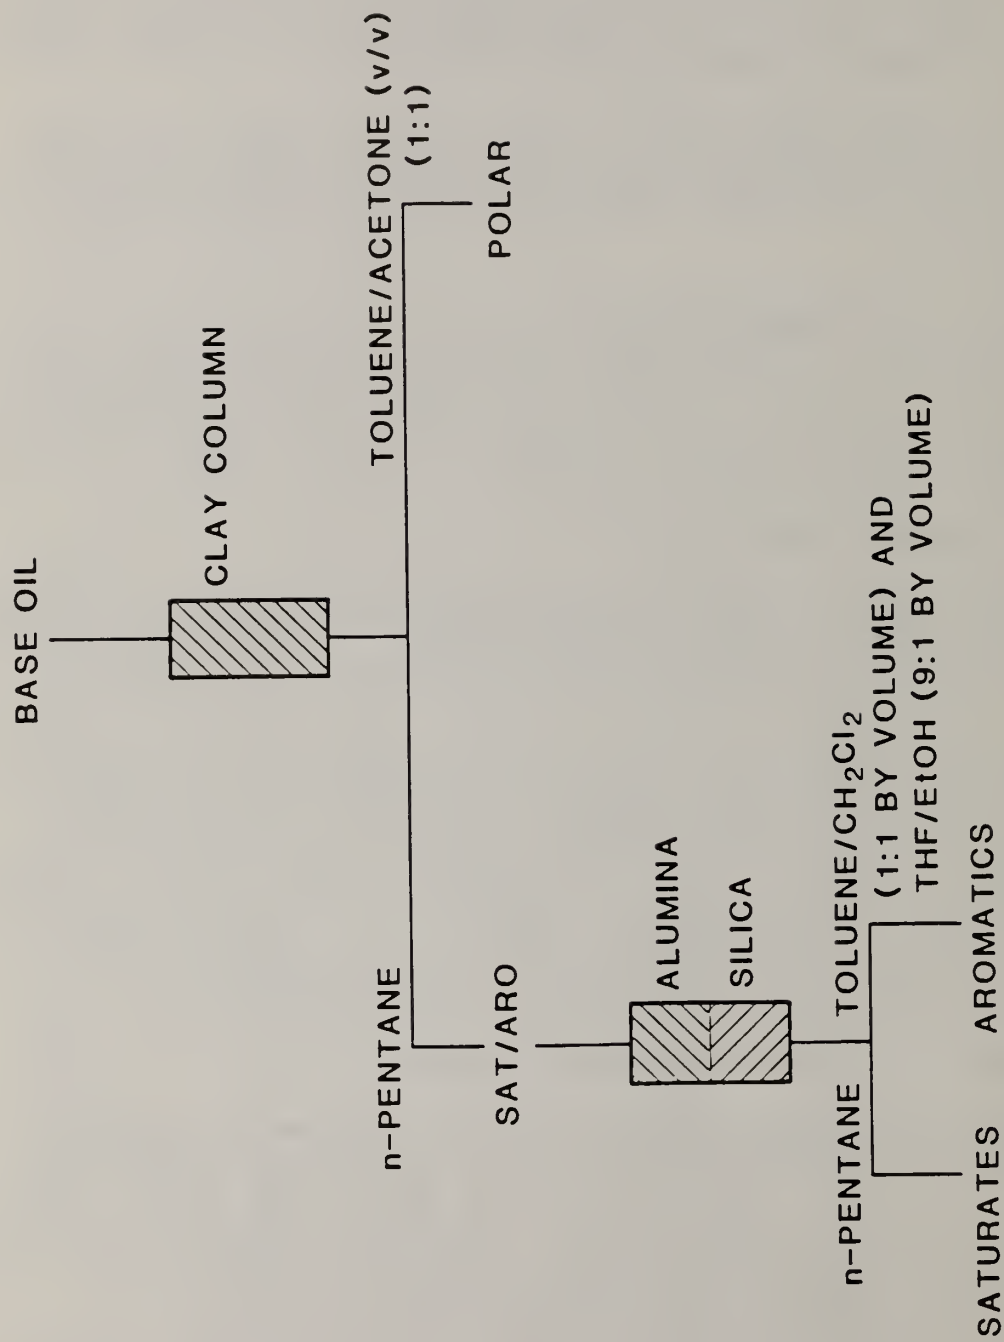 BASE OIL
CLAY COLUMN
n-PENTANE
TOLUENE/ACETONE (v/v)
(1:1)
SAT/ARO
POLAR
ALUMINA
SILICA
n-PENTANE
TOLUENE/CH₂Cl₂
(1:1 BY VOLUME) AND
THF/EtOH (9:1 BY VOLUME)
SATURATES
AROMATICS